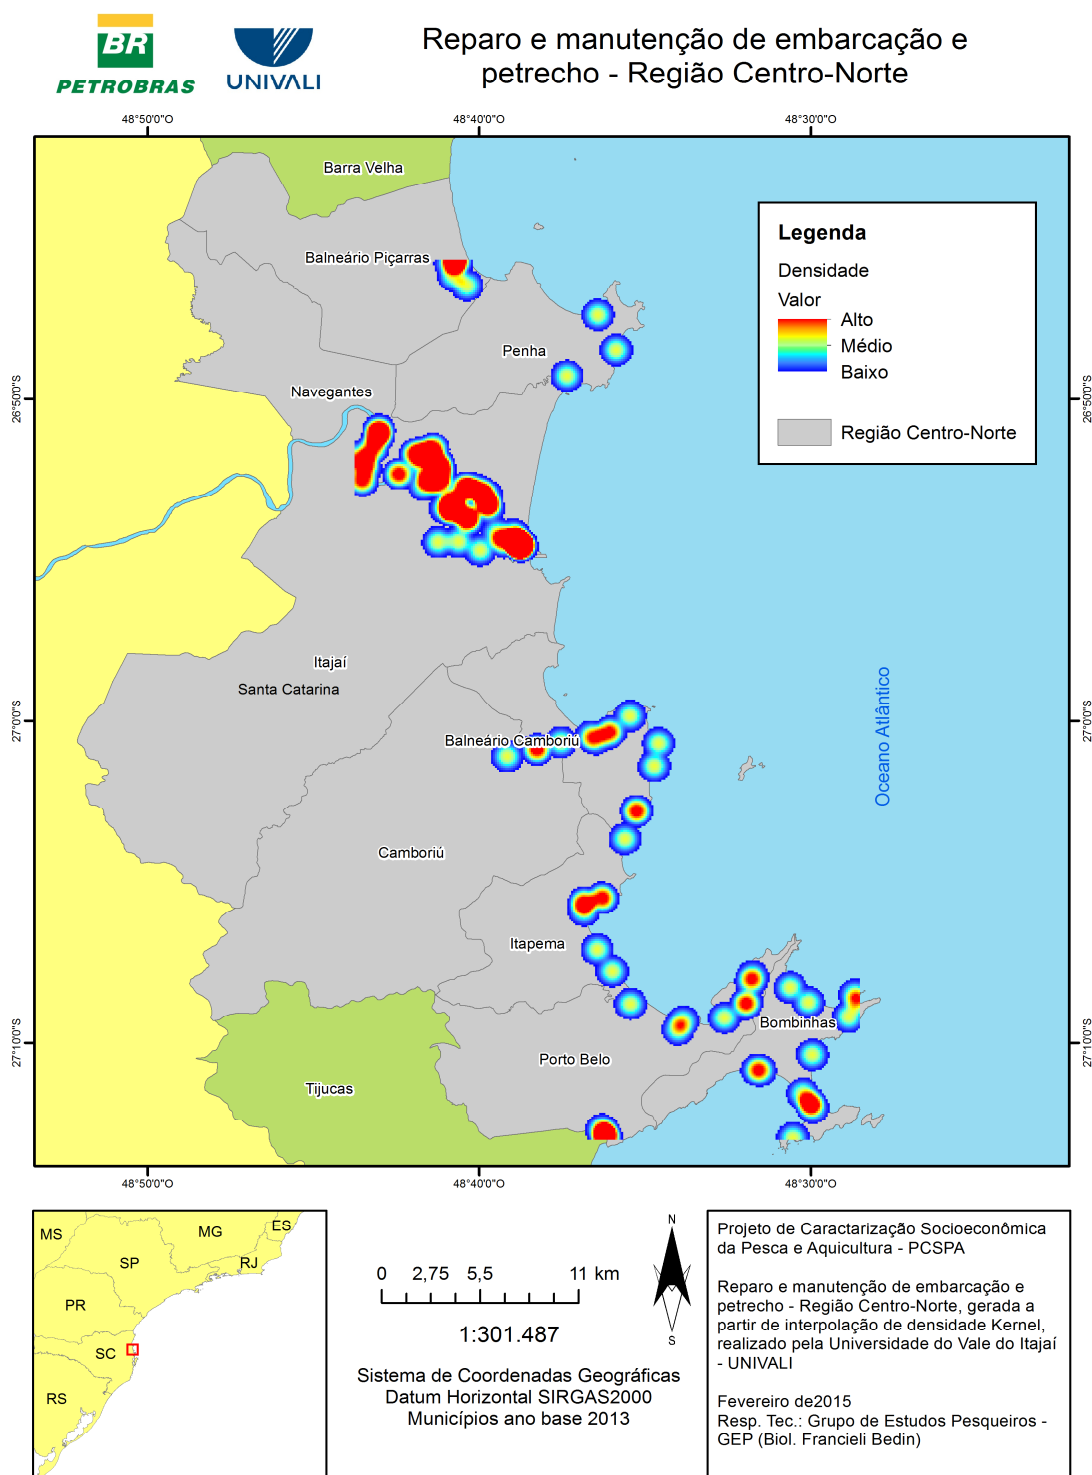 BR
PETROBRAS
UNIVALI
Reparo e manutenção de embarcação e
petrecho - Região Centro-Norte
48°50'0"O
48°40'0"O
48°30'0"O
Barra Velha
Balneário Piçarras
Penha
Navegantes
Itajaí
Santa Catarina
Balneário Camboriú
Camboriú
Itapema
Bombinhas
Porto Belo
Tijucas
Oceano Atlântico
Legenda
Densidade
Valor
Alto
Médio
Baixo
Região Centro-Norte
26°50'0"S
27°0'0"S
27°10'0"S
26°50'0"S
27°0'0"S
27°10'0"S
48°50'0"O
48°40'0"O
48°30'0"O
MS
MG
ES
SP
RJ
PR
SC
RS
0 2,75 5,5 11 km
1:301.487
Sistema de Coordenadas Geográficas
Datum Horizontal SIRGAS2000
Municípios ano base 2013
N
S
Projeto de Caractarização Socioeconômica
da Pesca e Aquicultura - PCSPA
Reparo e manutenção de embarcação e
petrecho - Região Centro-Norte, gerada a
partir de interpolação de densidade Kernel,
realizado pela Universidade do Vale do Itajaí
- UNIVALI
Fevereiro de2015
Resp. Tec.: Grupo de Estudos Pesqueiros -
GEP (Biol. Francieli Bedin)